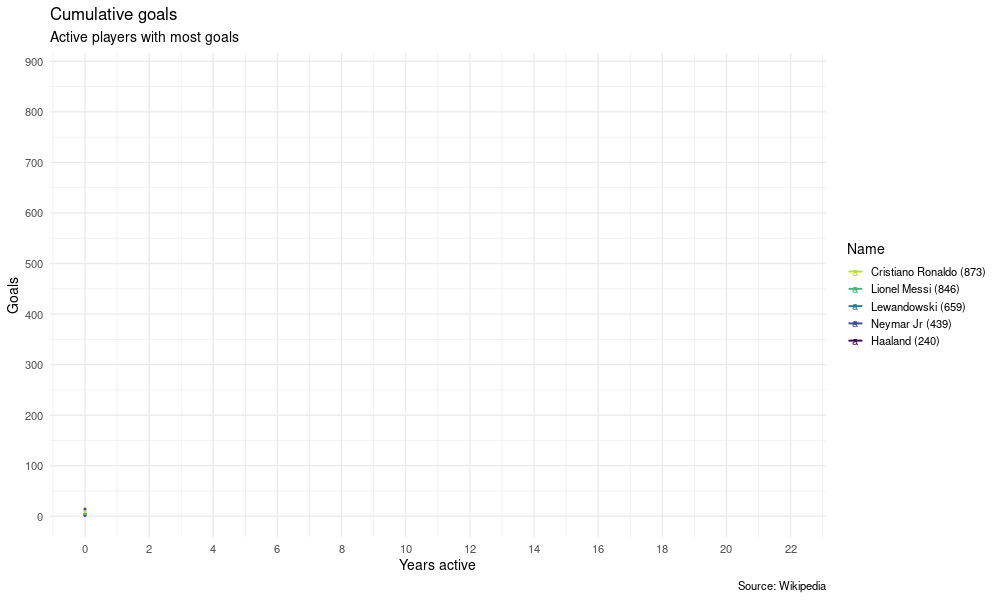 Cumulative goals
Active players with most goals
900
800
700
600
500
400
300
200
100
0
Goals
0 2 4 6 8 10 12 14 16 18 20 22
Years active
Name
a Cristiano Ronaldo (873)
a Lionel Messi (846)
a Lewandowski (659)
a Neymar Jr (439)
a Haaland (240)
Source: Wikipedia